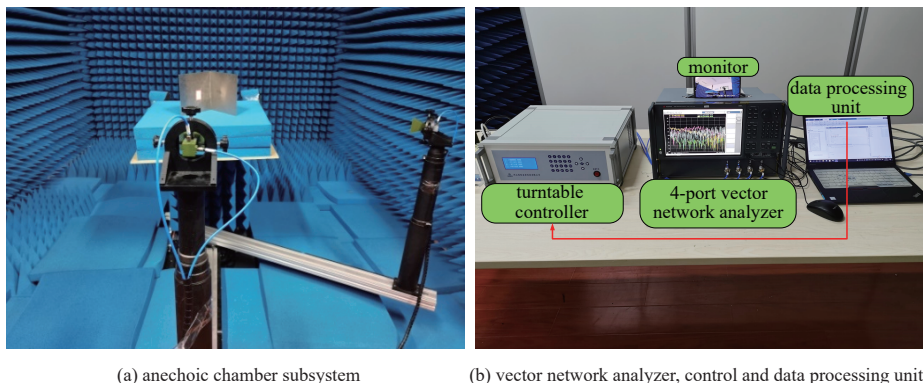 monitor
data processing
unit
turntable
controller
4-port vector
network analyzer
(a) anechoic chamber subsystem
(b) vector network analyzer, control and data processing unit